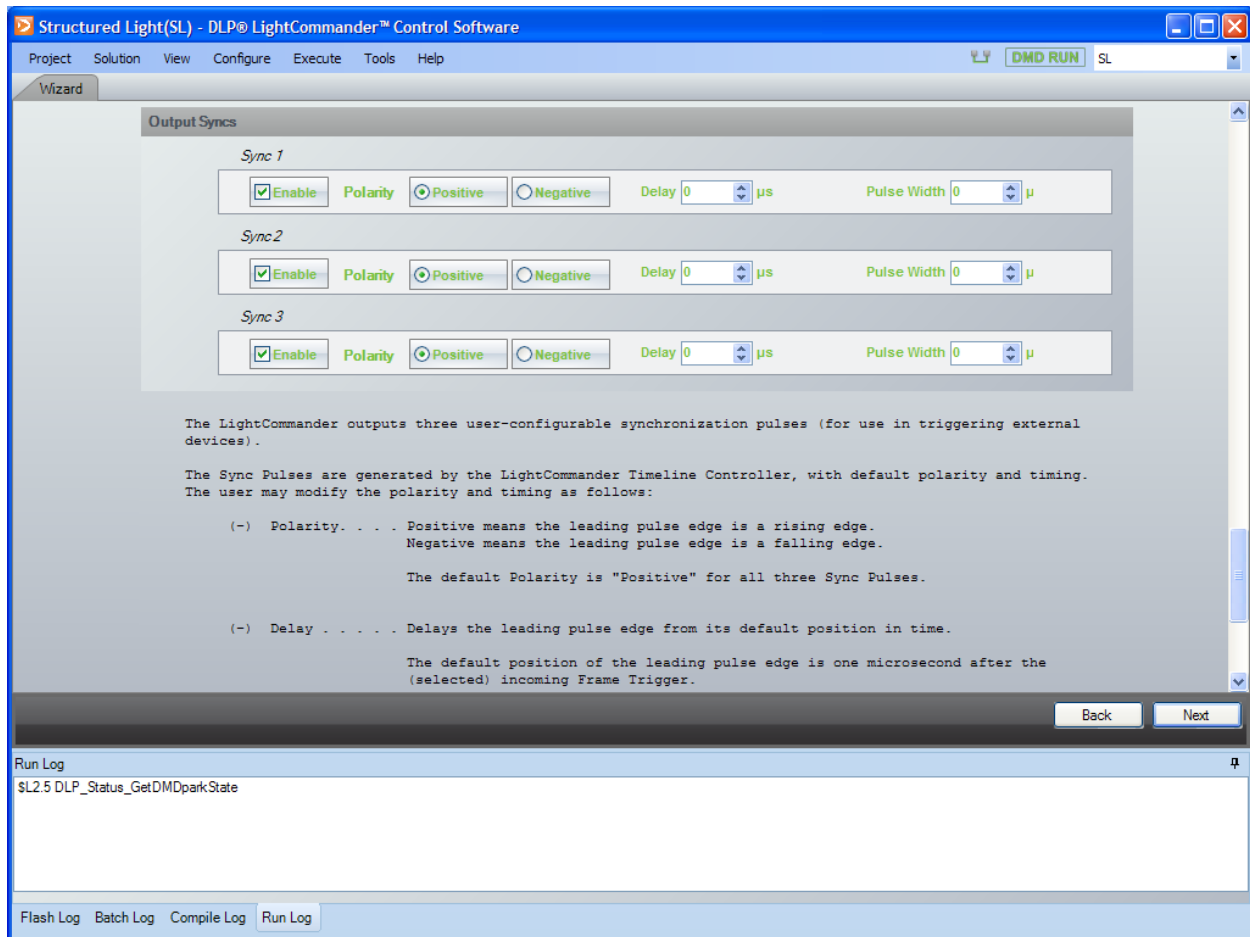 Structured Light(SL) - DLP® LightCommander™ Control Software
Project Solution View Configure Execute Tools Help DMD RUN SL
Wizard
Output Syncs
Sync 1
Enable Polarity Positive Negative Delay 0 µs Pulse Width 0 µ
Sync 2
Enable Polarity Positive Negative Delay 0 µs Pulse Width 0 µ
Sync 3
Enable Polarity Positive Negative Delay 0 µs Pulse Width 0 µ
The LightCommander outputs three user-configurable synchronization pulses (for use in triggering external
devices).
The Sync Pulses are generated by the LightCommander Timeline Controller, with default polarity and timing.
The user may modify the polarity and timing as follows:
(-) Polarity. . . . Positive means the leading pulse edge is a rising edge.
Negative means the leading pulse edge is a falling edge.
The default Polarity is "Positive" for all three Sync Pulses.
(-) Delay . . . . . Delays the leading pulse edge from its default position in time.
The default position of the leading pulse edge is one microsecond after the
(selected) incoming Frame Trigger.
Back Next
Run Log
$L2.5 DLP_Status_GetDMDparkState
Flash Log Batch Log Compile Log Run Log